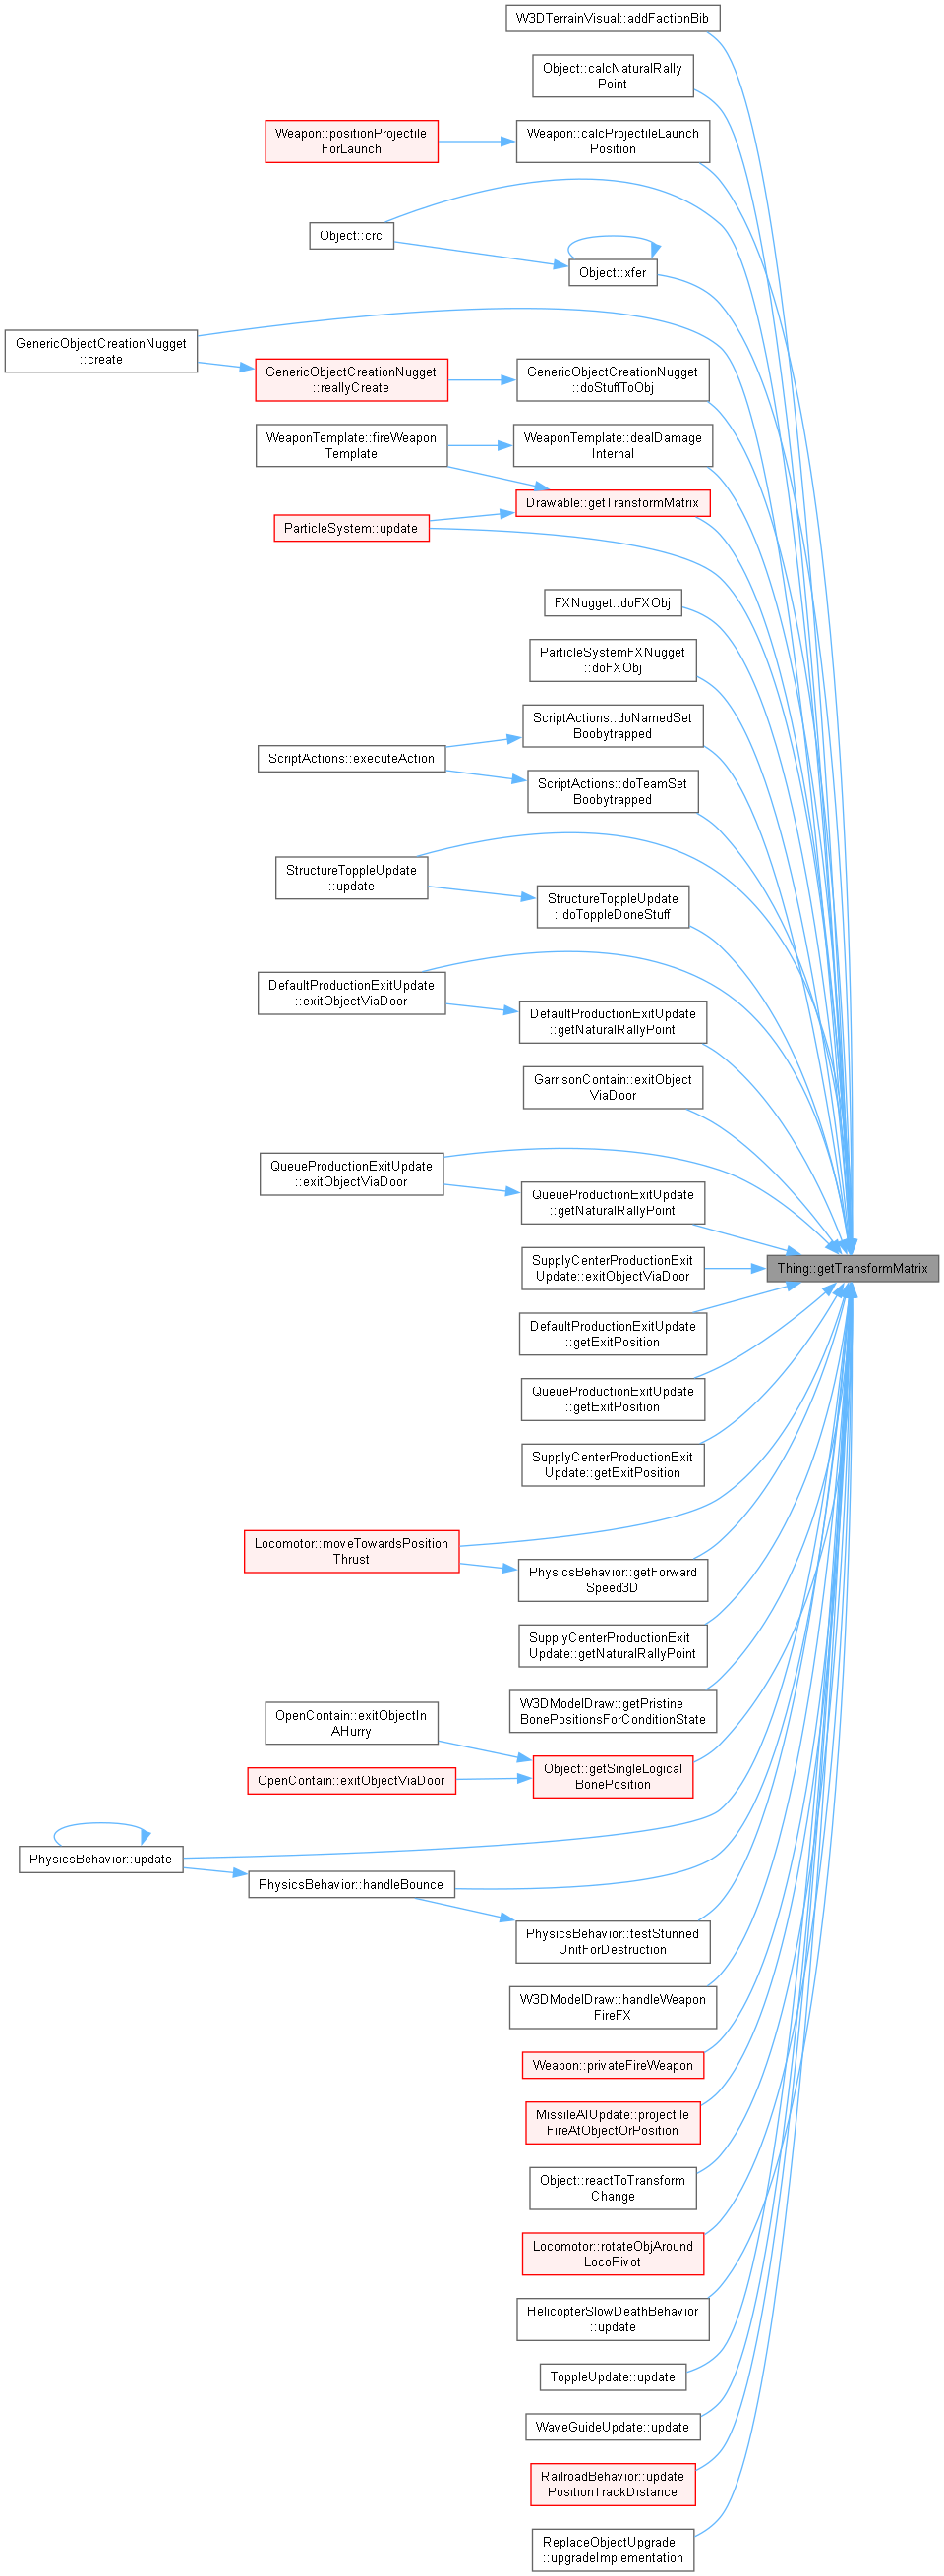 W3DTerrainVisual::addFactionBib
Object::calcNaturalRally
Point
Weapon::positionProjectile
ForLaunch
Weapon::calcProjectileLaunch
Position
Object::crc
Object::xfer
GenericObjectCreationNugget
::create
GenericObjectCreationNugget
::reallyCreate
GenericObjectCreationNugget
::doStuffToObj
WeaponTemplate::fireWeapon
Template
WeaponTemplate::dealDamage
Internal
Drawable::getTransformMatrix
ParticleSystem::update
FXNugget::doFXObj
ParticleSystemFXNugget
::doFXObj
ScriptActions::doNamedSet
Boobytrapped
ScriptActions::executeAction
ScriptActions::doTeamSet
Boobytrapped
StructureToppleUpdate
::update
StructureToppleUpdate
::doToppleDoneStuff
DefaultProductionExitUpdate
::exitObjectViaDoor
DefaultProductionExitUpdate
::getNaturalRallyPoint
GarrisonContain::exitObject
ViaDoor
QueueProductionExitUpdate
::exitObjectViaDoor
QueueProductionExitUpdate
::getNaturalRallyPoint
SupplyCenterProductionExit
Update::exitObjectViaDoor
Thing::getTransformMatrix
DefaultProductionExitUpdate
::getExitPosition
QueueProductionExitUpdate
::getExitPosition
SupplyCenterProductionExit
Update::getExitPosition
Locomotor::moveTowardsPosition
Thrust
PhysicsBehavior::getForward
Speed3D
SupplyCenterProductionExit
Update::getNaturalRallyPoint
W3DModelDraw::getPristine
BonePositionsForConditionState
OpenContain::exitObjectIn
AHurry
Object::getSingleLogical
BonePosition
OpenContain::exitObjectViaDoor
PhysicsBehavior::update
PhysicsBehavior::handleBounce
PhysicsBehavior::testStunned
UnitForDestruction
W3DModelDraw::handleWeapon
FireFX
Weapon::privateFireWeapon
MissileAIUpdate::projectile
FireAtObjectOrPosition
Object::reactToTransform
Change
Locomotor::rotateObjAround
LocoPivot
HelicopterSlowDeathBehavior
::update
ToppleUpdate::update
WaveGuideUpdate::update
RailroadBehavior::update
PositionTrackDistance
ReplaceObjectUpgrade
::upgradeImplementation